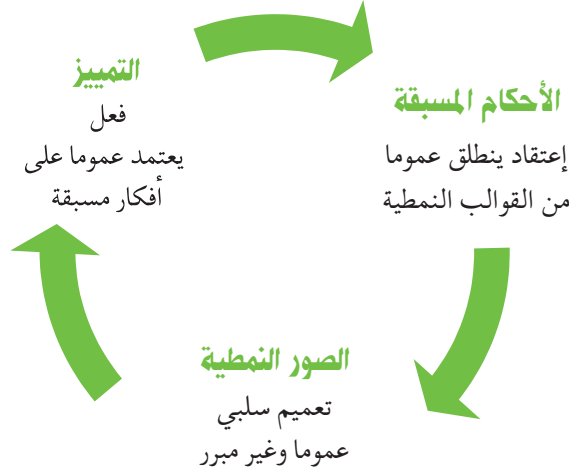 التمييز
فعل
يعتمد عموما على
أفكار مسبقة
الأحكام المسبقة
إعتقاد ينطلق عموما
من القوالب النمطية
الصور النمطية
تعميم سلبي
عموما وغير مبرر